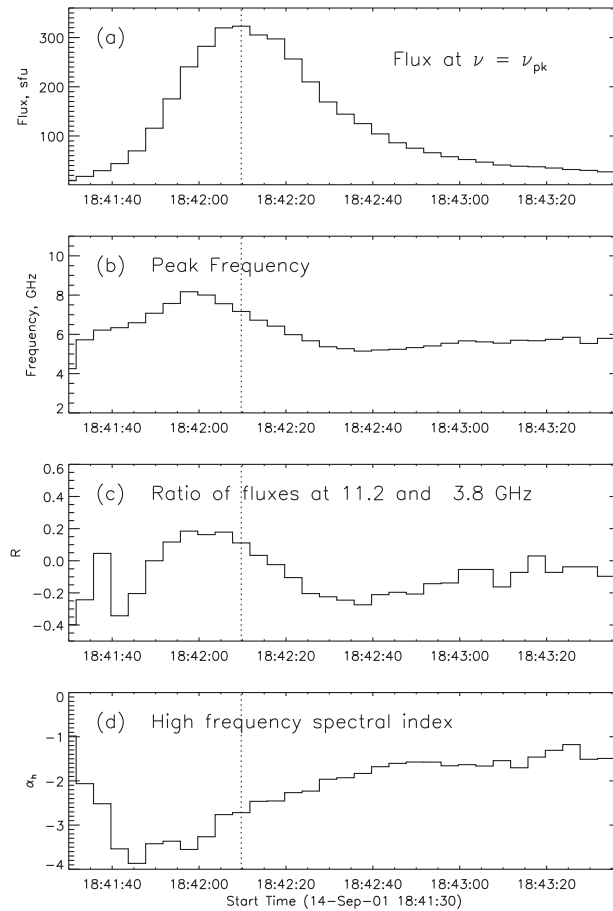 (a)
Flux at ν = νpk
300
200
100
Flux, sfu
18:41:40 18:42:00 18:42:20 18:42:40 18:43:00 18:43:20
(b) Peak Frequency
10
8
6
4
2
Frequency, GHz
18:41:40 18:42:00 18:42:20 18:42:40 18:43:00 18:43:20
(c) Ratio of fluxes at 11.2 and 3.8 GHz
0.6
0.4
0.2
0.0
-0.2
-0.4
R
18:41:40 18:42:00 18:42:20 18:42:40 18:43:00 18:43:20
(d) High frequency spectral index
0
-1
-2
-3
-4
αh
18:41:40 18:42:00 18:42:20 18:42:40 18:43:00 18:43:20
Start Time (14-Sep-01 18:41:30)